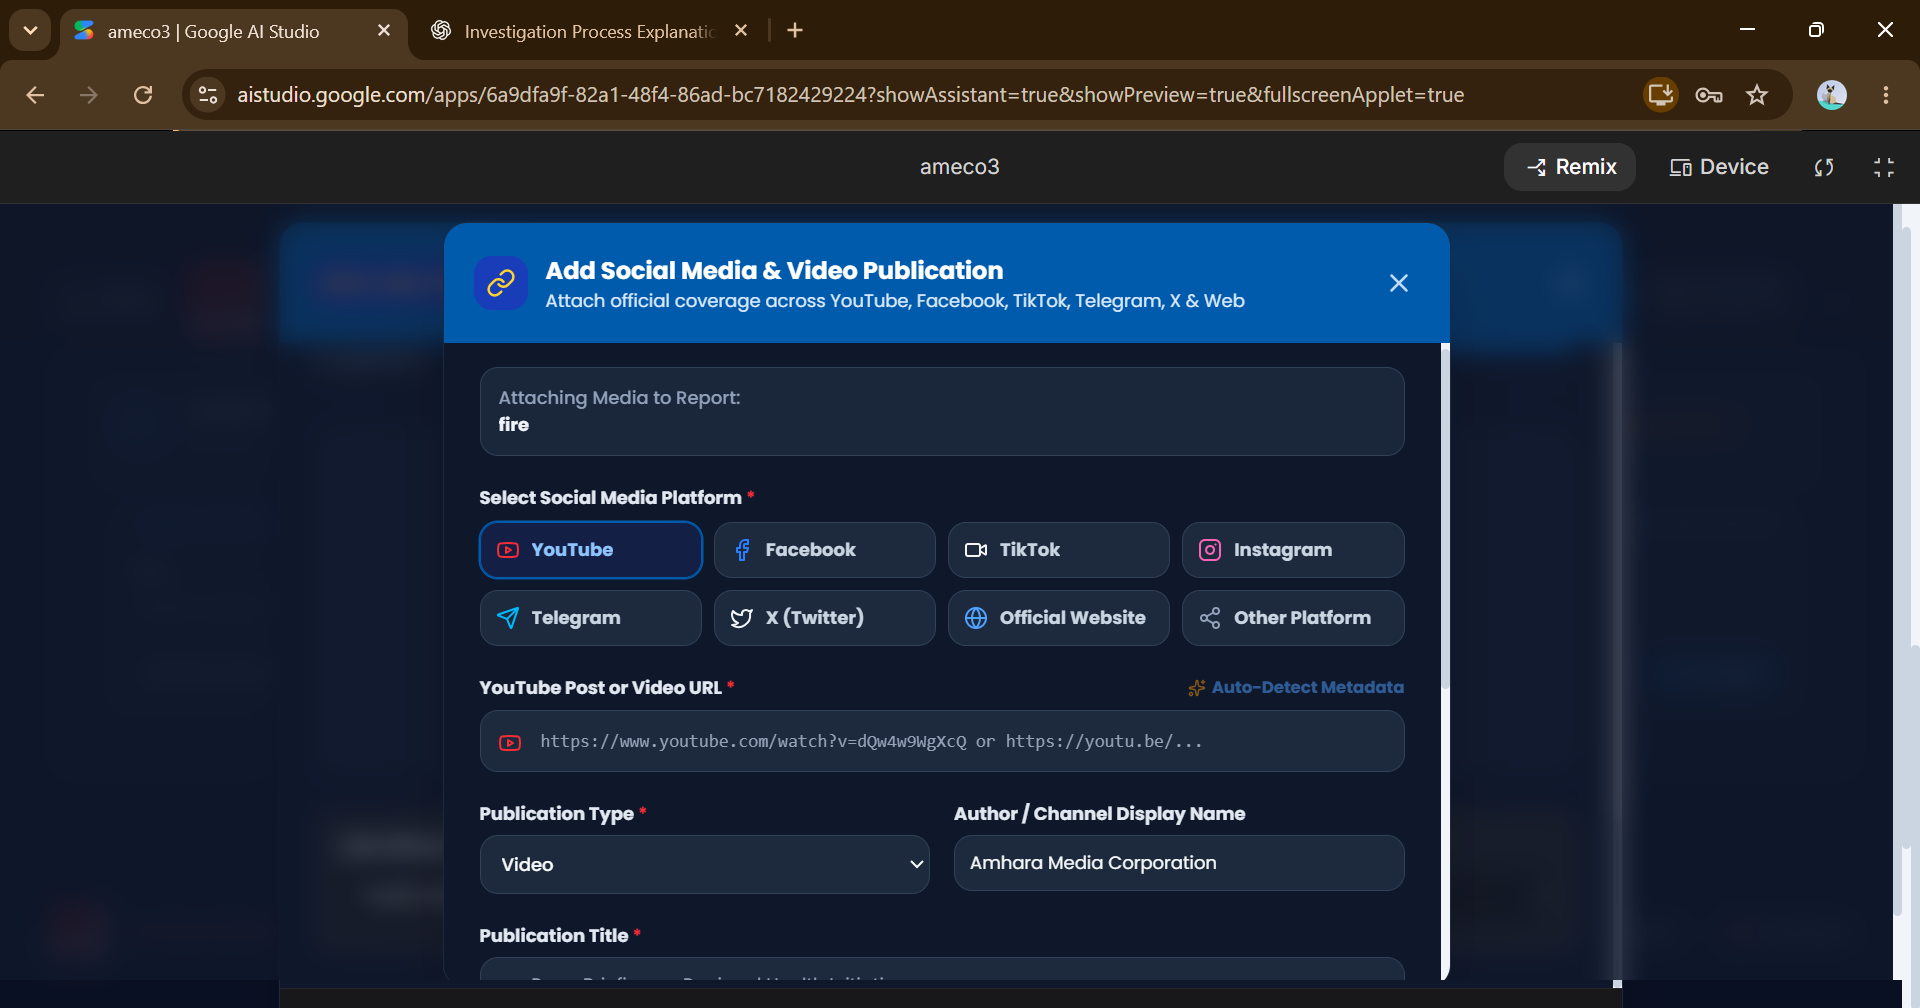 ameco3 | Google AI Studio
Investigation Process Explanatio
aistudio.google.com/apps/6a9dfa9f-82a1-48f4-86ad-bc7182429224?showAssistant=true&showPreview=true&fullscreenApplet=true
ameco3
Remix
Device
Add Social Media & Video Publication
Attach official coverage across YouTube, Facebook, TikTok, Telegram, X & Web
Attaching Media to Report:
fire
Select Social Media Platform *
YouTube
Facebook
TikTok
Instagram
Telegram
X (Twitter)
Official Website
Other Platform
YouTube Post or Video URL *
Auto-Detect Metadata
https://www.youtube.com/watch?v=dQw4w9WgXcQ or https://youtu.be/...
Publication Type *
Author / Channel Display Name
Video
Amhara Media Corporation
Publication Title *